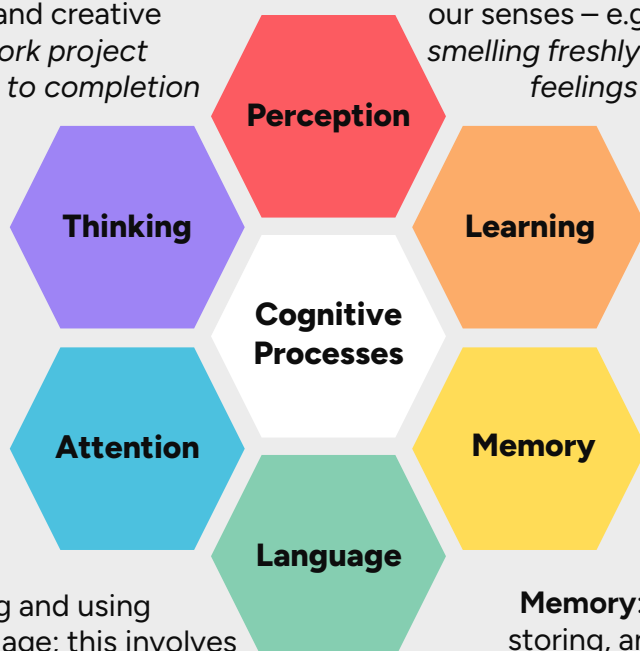 and creative
ork project
to completion
our senses – e.g
smelling freshly
feelings
Perception
Thinking
Learning
Cognitive
Processes
Attention
Memory
Language
g and using
age; this involves
Memory:
storing, an